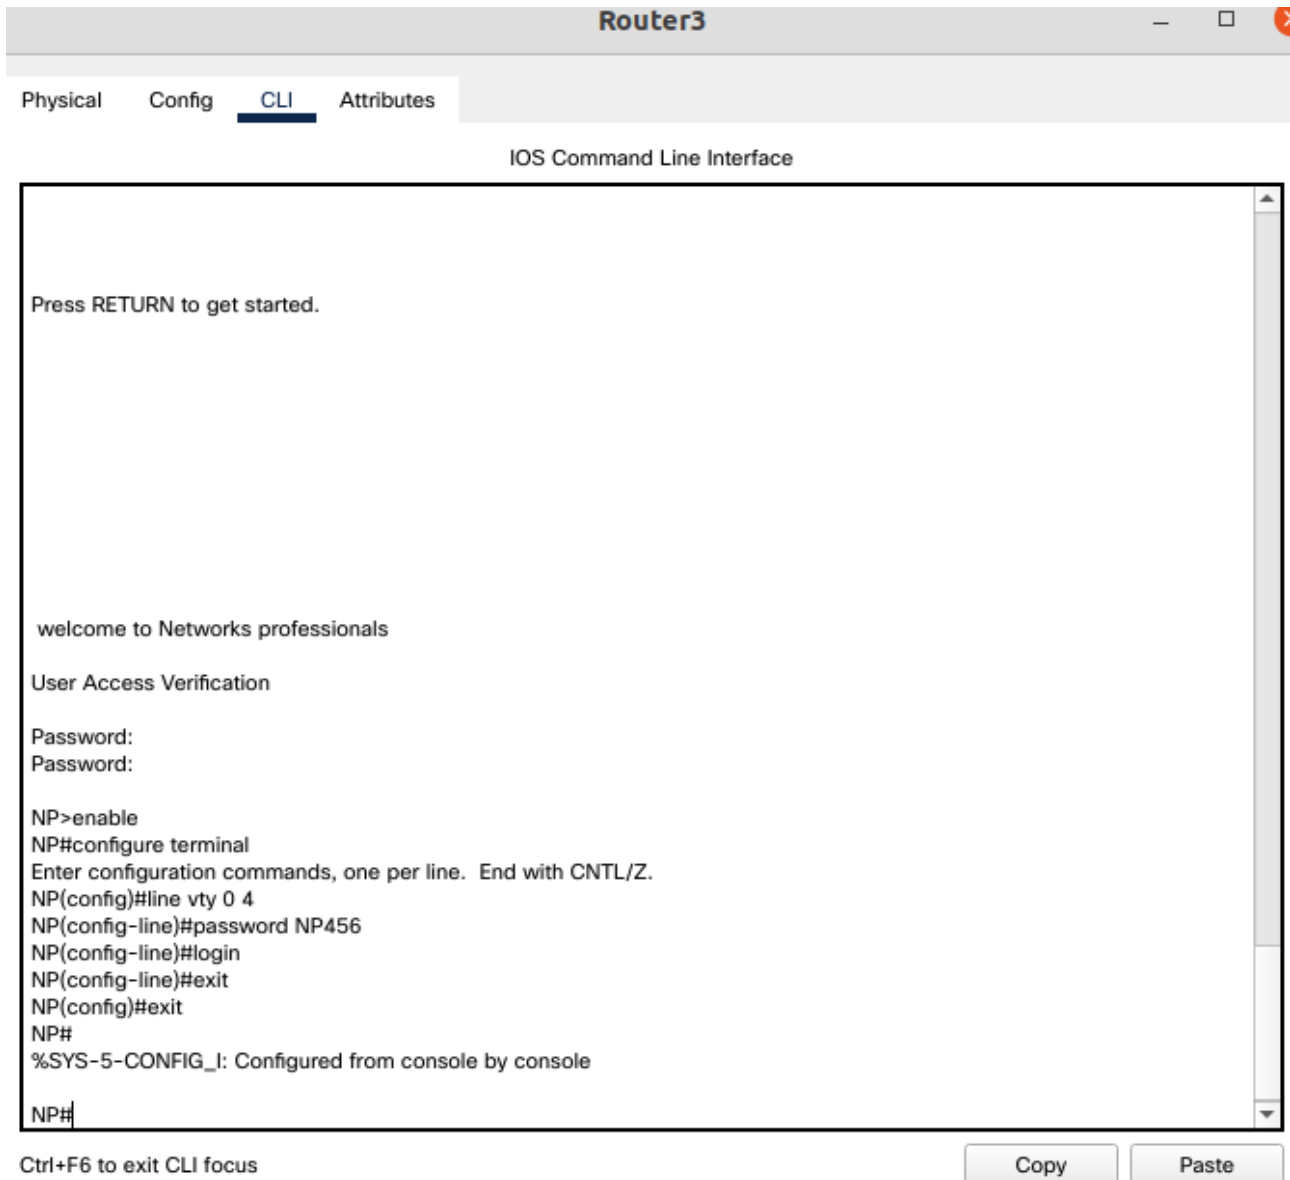 Router3
Physical Config CLI Attributes
IOS Command Line Interface
Press RETURN to get started.
welcome to Networks professionals
User Access Verification
Password:
Password:
NP>enable
NP#configure terminal
Enter configuration commands, one per line.  End with CNTL/Z.
NP(config)#line vty 0 4
NP(config-line)#password NP456
NP(config-line)#login
NP(config-line)#exit
NP(config)#exit
NP#
%SYS-5-CONFIG_I: Configured from console by console
NP#
Ctrl+F6 to exit CLI focus
Copy Paste